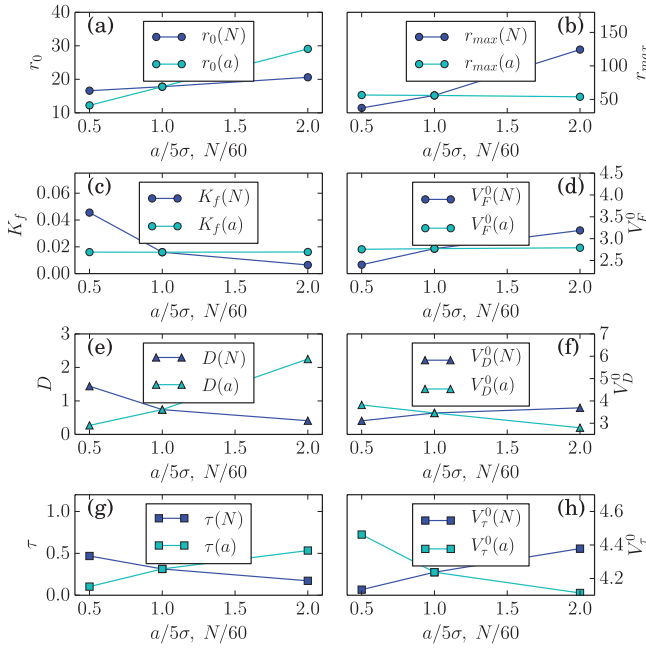 (a)
r₀(N)
r₀(a)
r₀
40
30
20
10
0.5 1.0 1.5 2.0
a/5σ, N/60
(b)
r_max(N)
r_max(a)
r_max
150
100
50
0.5 1.0 1.5 2.0
a/5σ, N/60
(c)
K_f(N)
K_f(a)
K_f
0.06
0.04
0.02
0.00
0.5 1.0 1.5 2.0
a/5σ, N/60
(d)
V_F^0(N)
V_F^0(a)
V_F^0
4.5
4.0
3.5
3.0
2.5
0.5 1.0 1.5 2.0
a/5σ, N/60
(e)
D(N)
D(a)
D
3
2
1
0
0.5 1.0 1.5 2.0
a/5σ, N/60
(f)
V_D^0(N)
V_D^0(a)
V_D^0
7
6
5
4
3
0.5 1.0 1.5 2.0
a/5σ, N/60
(g)
τ(N)
τ(a)
τ
1.0
0.5
0.0
0.5 1.0 1.5 2.0
a/5σ, N/60
(h)
V_τ^0(N)
V_τ^0(a)
V_τ^0
4.6
4.4
4.2
0.5 1.0 1.5 2.0
a/5σ, N/60